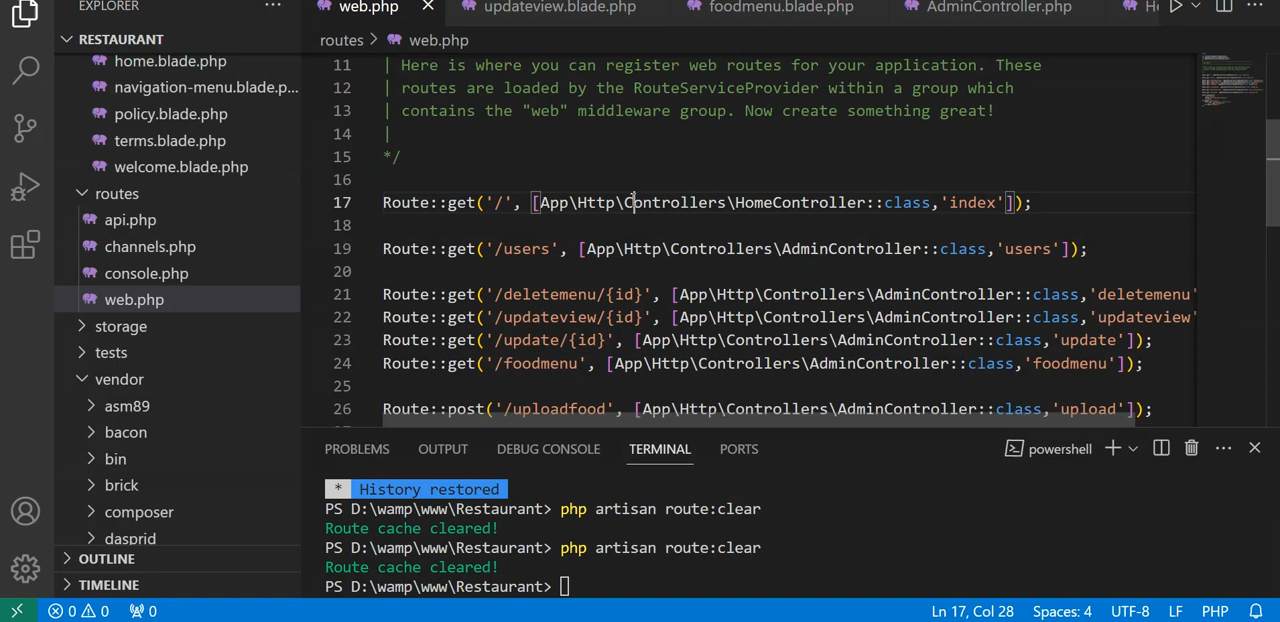 EXPLORER
···
RESTAURANT
home.blade.php
navigation-menu.blade.p...
policy.blade.php
terms.blade.php
welcome.blade.php
routes
api.php
channels.php
console.php
web.php
storage
tests
vendor
asm89
bacon
bin
brick
composer
dasprid
OUTLINE
TIMELINE
web.php updateview.blade.php foodmenu.blade.php AdminController.php
routes > web.php
11 | Here is where you can register web routes for your application. These
12 | routes are loaded by the RouteServiceProvider within a group which
13 | contains the "web" middleware group. Now create something great!
14 |
15 */
16
17 Route::get('/', [App\Http\Controllers\HomeController::class,'index']);
18
19 Route::get('/users', [App\Http\Controllers\AdminController::class,'users']);
20
21 Route::get('/deletemenu/{id}', [App\Http\Controllers\AdminController::class,'deletemenu'
22 Route::get('/updateview/{id}', [App\Http\Controllers\AdminController::class,'updateview'
23 Route::get('/update/{id}', [App\Http\Controllers\AdminController::class,'update']);
24 Route::get('/foodmenu', [App\Http\Controllers\AdminController::class,'foodmenu']);
25
26 Route::post('/uploadfood', [App\Http\Controllers\AdminController::class,'upload']);
PROBLEMS OUTPUT DEBUG CONSOLE TERMINAL PORTS powershell
* History restored
PS D:\wamp\www\Restaurant> php artisan route:clear
Route cache cleared!
PS D:\wamp\www\Restaurant> php artisan route:clear
Route cache cleared!
PS D:\wamp\www\Restaurant>
0 0 0 Ln 17, Col 28 Spaces: 4 UTF-8 LF PHP